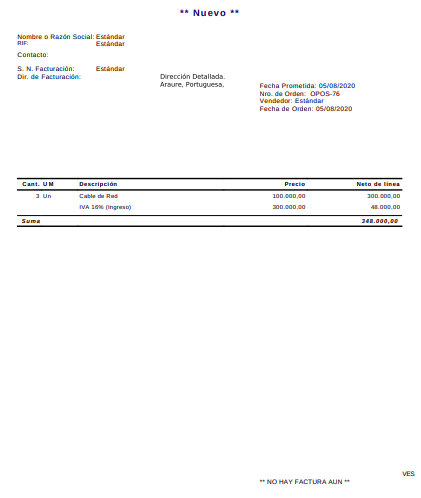 ** Nuevo **
Nombre o Razón Social: Estándar
RIF: Estándar
Contacto:
S. N. Facturación: Estándar
Dir. de Facturación: Dirección Detallada.
Araure, Portuguesa,
Fecha Prometida: 05/08/2020
Nro. de Orden: OPOS-76
Vendedor: Estándar
Fecha de Orden: 05/08/2020
Cant. UM Descripción Precio Neto de línea
3 Un Cable de Red 100.000,00 300.000,00
IVA 16% (Ingreso) 300.000,00 48.000,00
Suma 348.000,00
VES
** NO HAY FACTURA AUN **